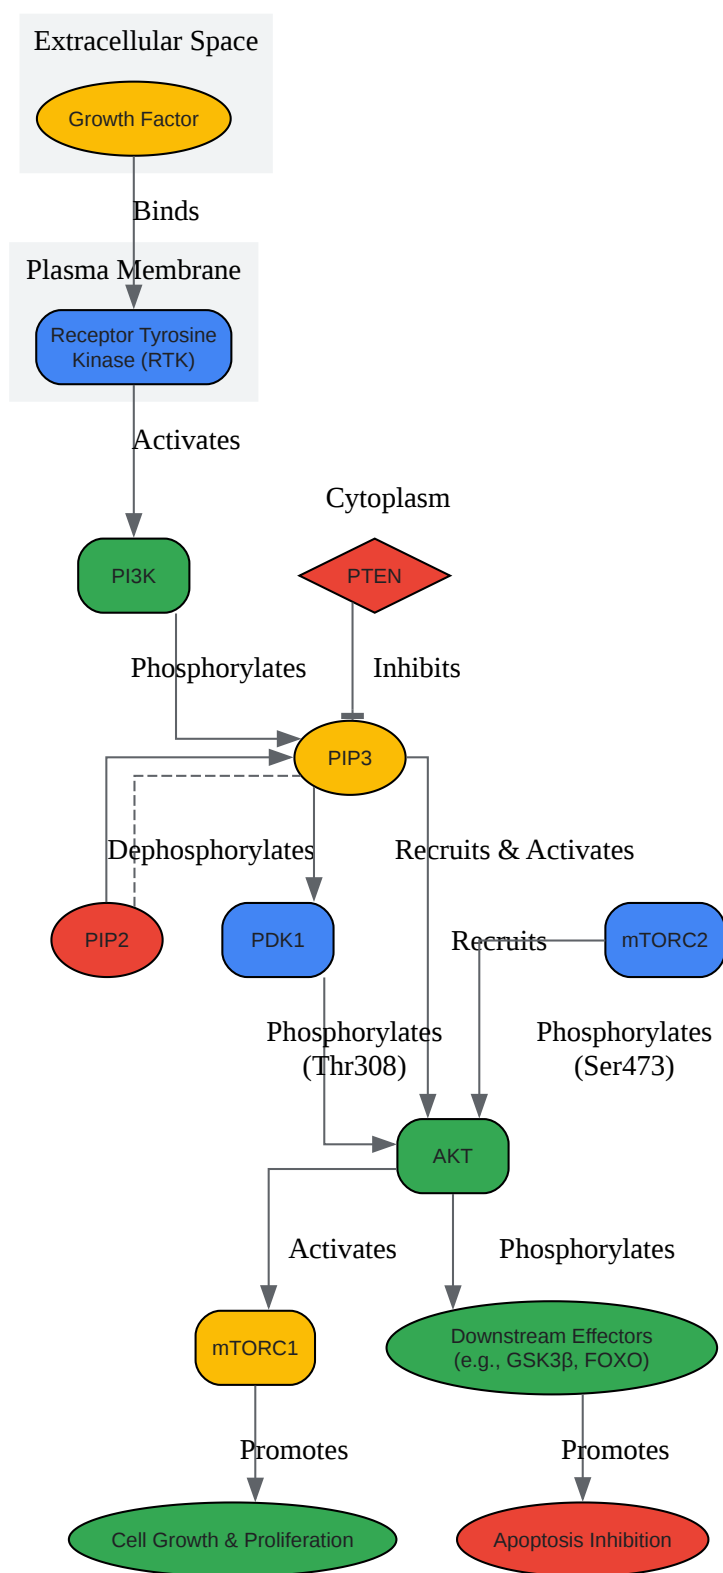 Extracellular Space
Growth Factor
Binds
Plasma Membrane
Receptor Tyrosine
Kinase (RTK)
Activates
Cytoplasm
PI3K
PTEN
Phosphorylates
Inhibits
PIP3
Dephosphorylates
Recruits & Activates
PIP2
PDK1
Recruits
mTORC2
Phosphorylates
(Thr308)
Phosphorylates
(Ser473)
AKT
Activates
Phosphorylates
mTORC1
Downstream Effectors
(e.g., GSK3β, FOXO)
Promotes
Promotes
Cell Growth & Proliferation
Apoptosis Inhibition